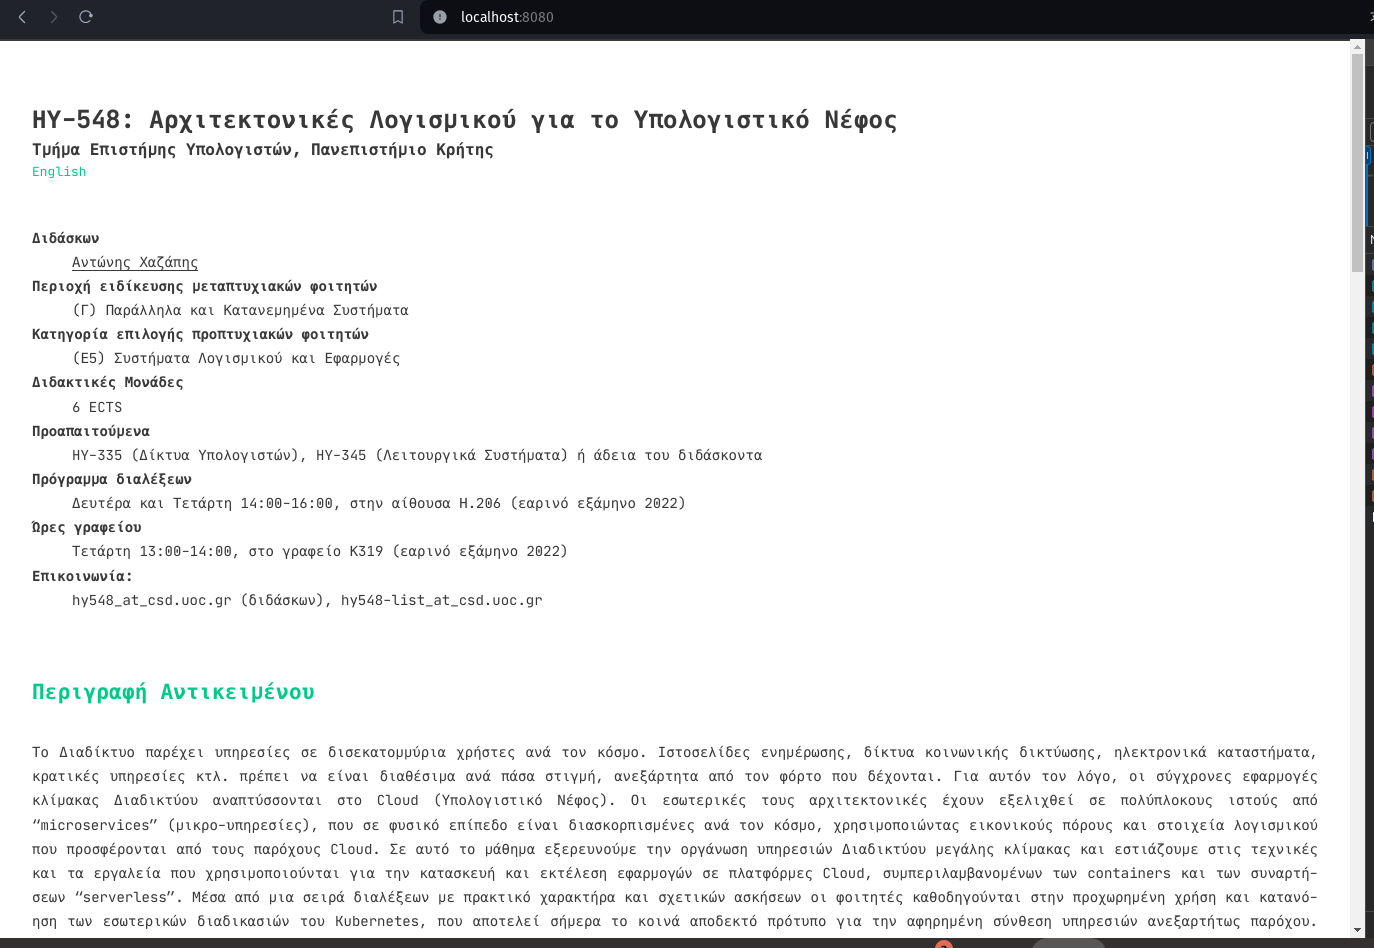 localhost:8080
ΗΥ-548: Αρχιτεκτονικές Λογισμικού για το Υπολογιστικό Νέφος
Τμήμα Επιστήμης Υπολογιστών, Πανεπιστήμιο Κρήτης
English
Διδάσκων
Αντώνης Χαζάπης
Περιοχή ειδίκευσης μεταπτυχιακών φοιτητών
(Γ) Παράλληλα και Κατανεμημένα Συστήματα
Κατηγορία επιλογής προπτυχιακών φοιτητών
(Ε5) Συστήματα Λογισμικού και Εφαρμογές
Διδακτικές Μονάδες
6 ECTS
Προαπαιτούμενα
ΗΥ-335 (Δίκτυα Υπολογιστών), ΗΥ-345 (Λειτουργικά Συστήματα) ή άδεια του διδάσκοντα
Πρόγραμμα διαλέξεων
Δευτέρα και Τετάρτη 14:00-16:00, στην αίθουσα Η.206 (εαρινό εξάμηνο 2022)
Ώρες γραφείου
Τετάρτη 13:00-14:00, στο γραφείο Κ319 (εαρινό εξάμηνο 2022)
Επικοινωνία:
hy548_at_csd.uoc.gr (διδάσκων), hy548-list_at_csd.uoc.gr
Περιγραφή Αντικειμένου
Το Διαδίκτυο παρέχει υπηρεσίες σε δισεκατομμύρια χρήστες ανά τον κόσμο. Ιστοσελίδες ενημέρωσης, δίκτυα κοινωνικής δικτύωσης, ηλεκτρονικά καταστήματα,
κρατικές υπηρεσίες κτλ. πρέπει να είναι διαθέσιμα ανά πάσα στιγμή, ανεξάρτητα από τον φόρτο που δέχονται. Για αυτόν τον λόγο, οι σύγχρονες εφαρμογές
κλίμακας Διαδικτύου αναπτύσσονται στο Cloud (Υπολογιστικό Νέφος). Οι εσωτερικές τους αρχιτεκτονικές έχουν εξελιχθεί σε πολύπλοκους ιστούς από
“microservices” (μικρο-υπηρεσίες), που σε φυσικό επίπεδο είναι διασκορπισμένες ανά τον κόσμο, χρησιμοποιώντας εικονικούς πόρους και στοιχεία λογισμικού
που προσφέρονται από τους παρόχους Cloud. Σε αυτό το μάθημα εξερευνούμε την οργάνωση υπηρεσιών Διαδικτύου μεγάλης κλίμακας και εστιάζουμε στις τεχνικές
και τα εργαλεία που χρησιμοποιούνται για την κατασκευή και εκτέλεση εφαρμογών σε πλατφόρμες Cloud, συμπεριλαμβανομένων των containers και των συναρτή-
σεων “serverless”. Μέσα από μια σειρά διαλέξεων με πρακτικό χαρακτήρα και σχετικών ασκήσεων οι φοιτητές καθοδηγούνται στην προχωρημένη χρήση και κατανό-
ηση των εσωτερικών διαδικασιών του Kubernetes, που αποτελεί σήμερα το κοινά αποδεκτό πρότυπο για την αφηρημένη σύνθεση υπηρεσιών ανεξαρτήτως παρόχου.